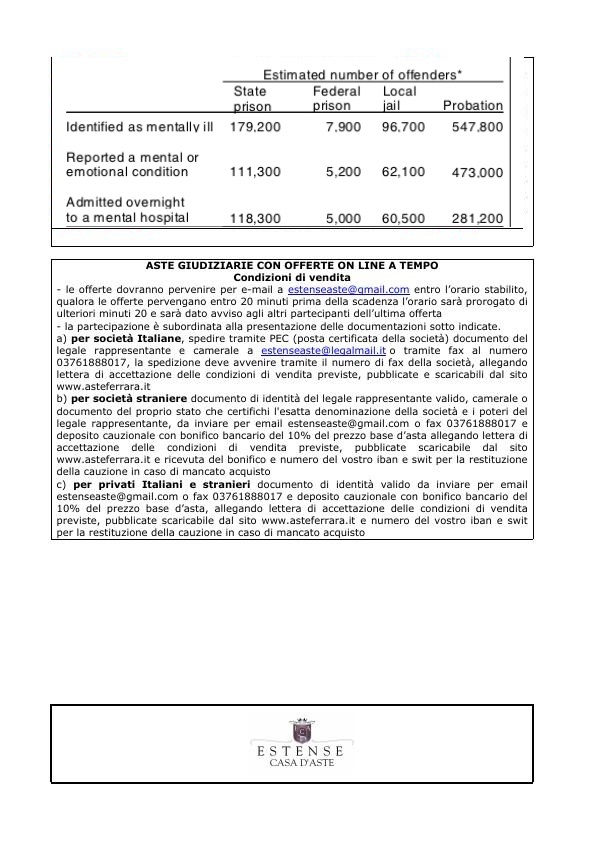 Estimated number of offenders*
State prison Federal prison Local jail Probation
Identified as mentally ill 179,200 7,900 96,700 547,800
Reported a mental or
emotional condition 111,300 5,200 62,100 473,000
Admitted overnight
to a mental hospital 118,300 5,000 60,500 281,200
ASTE GIUDIZIARIE CON OFFERTE ON LINE A TEMPO
Condizioni di vendita
- le offerte dovranno pervenire per e-mail a estenseaste@gmail.com entro l'orario stabilito,
qualora le offerte pervengano entro 20 minuti prima della scadenza l'orario sarà prorogato di
ulteriori minuti 20 e sarà dato avviso agli altri partecipanti dell'ultima offerta
- la partecipazione è subordinata alla presentazione delle documentazioni sotto indicate.
a) per società Italiane, spedire tramite PEC (posta certificata della società) documento del
legale rappresentante e camerale a estenseaste@legalmail.it o tramite fax al numero
03761888017, la spedizione deve avvenire tramite il numero di fax della società, allegando
lettera di accettazione delle condizioni di vendita previste, pubblicate e scaricabili dal sito
www.asteferrara.it
b) per società straniere documento di identità del legale rappresentante valido, camerale o
documento del proprio stato che certifichi l'esatta denominazione della società e i poteri del
legale rappresentante, da inviare per email estenseaste@gmail.com o fax 03761888017 e
deposito cauzionale con bonifico bancario del 10% del prezzo base d'asta allegando lettera di
accettazione delle condizioni di vendita previste, pubblicate scaricabile dal sito
www.asteferrara.it e ricevuta del bonifico e numero del vostro iban e swit per la restituzione
della cauzione in caso di mancato acquisto
c) per privati Italiani e stranieri documento di identità valido da inviare per email
estenseaste@gmail.com o fax 03761888017 e deposito cauzionale con bonifico bancario del
10% del prezzo base d'asta, allegando lettera di accettazione delle condizioni di vendita
previste, pubblicate scaricabile dal sito www.asteferrara.it e numero del vostro iban e swit
per la restituzione della cauzione in caso di mancato acquisto
ESTENSE
CASA D'ASTE